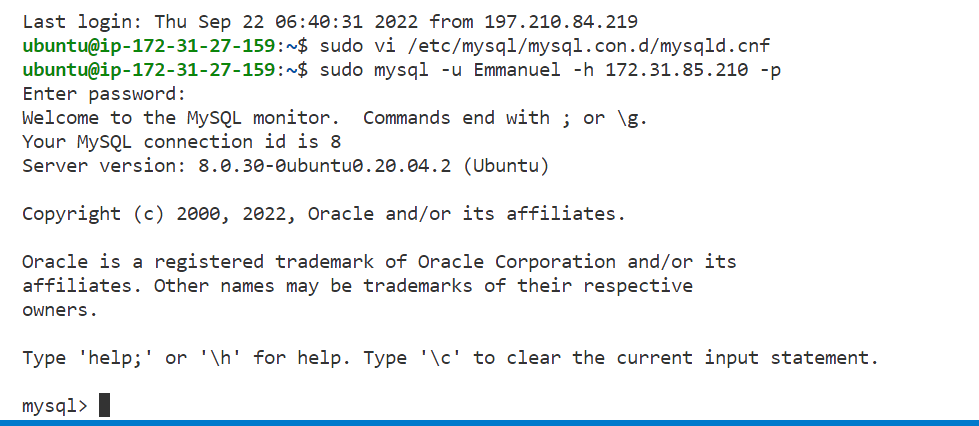 Last login: Thu Sep 22 06:40:31 2022 from 197.210.84.219
ubuntu@ip-172-31-27-159:~$ sudo vi /etc/mysql/mysql.con.d/mysqld.cnf
ubuntu@ip-172-31-27-159:~$ sudo mysql -u Emmanuel -h 172.31.85.210 -p
Enter password:
Welcome to the MySQL monitor.  Commands end with ; or \g.
Your MySQL connection id is 8
Server version: 8.0.30-0ubuntu0.20.04.2 (Ubuntu)

Copyright (c) 2000, 2022, Oracle and/or its affiliates.

Oracle is a registered trademark of Oracle Corporation and/or its
affiliates. Other names may be trademarks of their respective
owners.

Type 'help;' or '\h' for help. Type '\c' to clear the current input statement.

mysql>